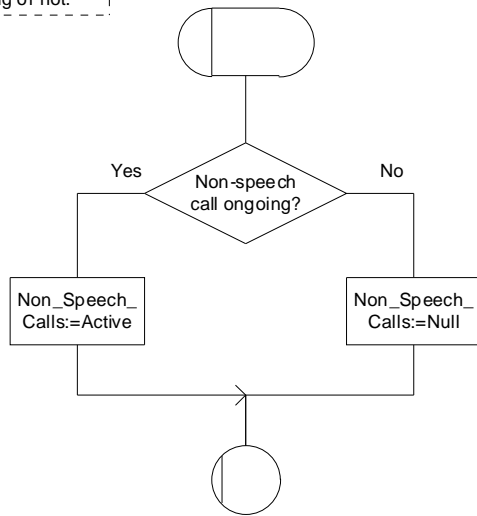 or not.
Yes
No
Non-speech
call ongoing?
Non_Speech_
Calls:=Active
Non_Speech_
Calls:=Null